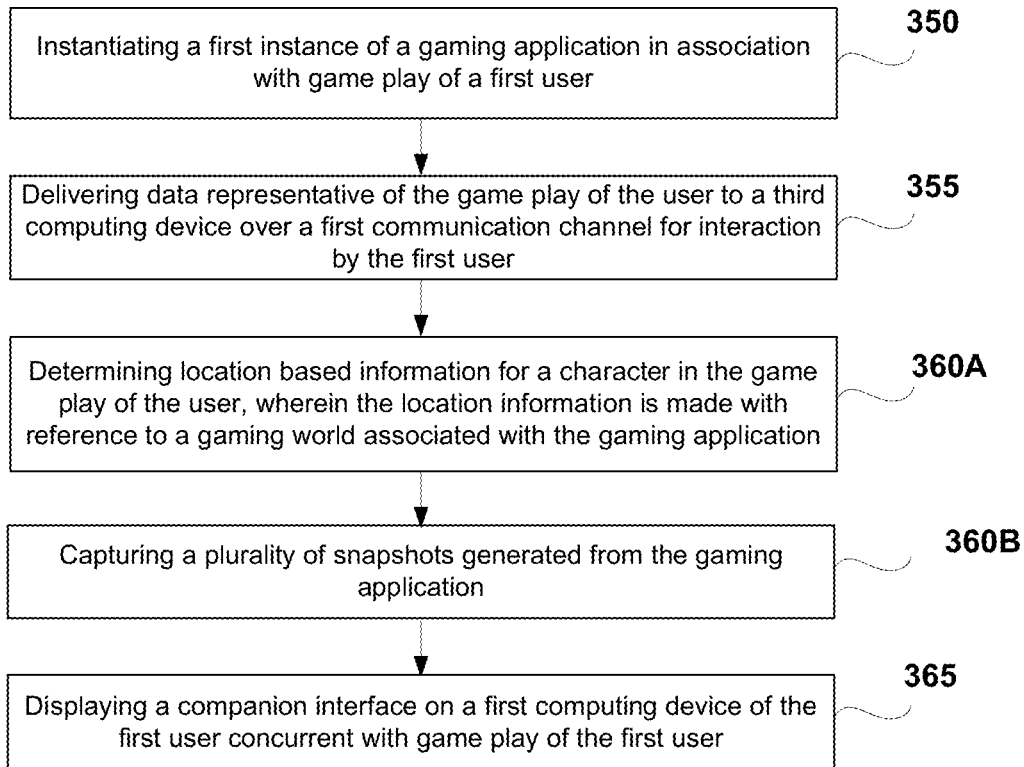 350
Instantiating a first instance of a gaming application in association
with game play of a first user
355
Delivering data representative of the game play of the user to a third
computing device over a first communication channel for interaction
by the first user
360A
Determining location based information for a character in the game
play of the user, wherein the location information is made with
reference to a gaming world associated with the gaming application
360B
Capturing a plurality of snapshots generated from the gaming
application
365
Displaying a companion interface on a first computing device of the
first user concurrent with game play of the first user